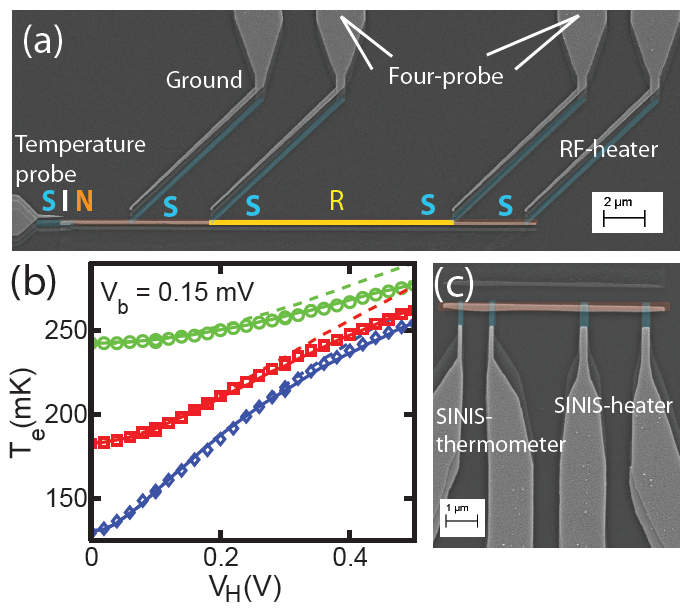 (a)
Ground
Four-probe
Temperature
probe
RF-heater
S I N
S
S
R
S
S
2 μm
(b)
V_b = 0.15 mV
T_e(mK)
250
200
150
0
0.2
0.4
V_H(V)
(c)
SINIS-
thermometer
SINIS-heater
1 μm